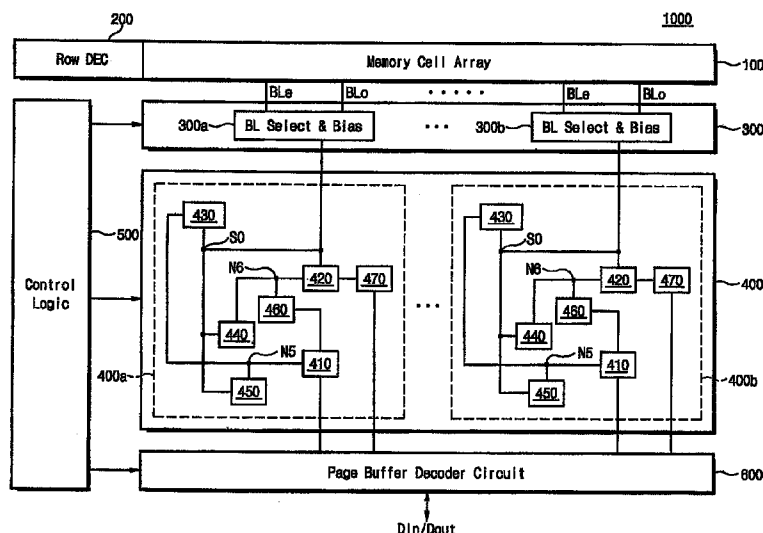 1000
200
Row DEC
Memory Cell Array
100
BLe
BLo
. . . . .
BLe
BLo
300a
BL Select & Bias
...
300b
BL Select & Bias
300
500
Control
Logic
430
S0
N6
420
470
460
440
410
N5
450
400a
...
430
S0
N6
420
470
460
440
410
N5
450
400b
400
Page Buffer Decoder Circuit
600
DIn/Dout